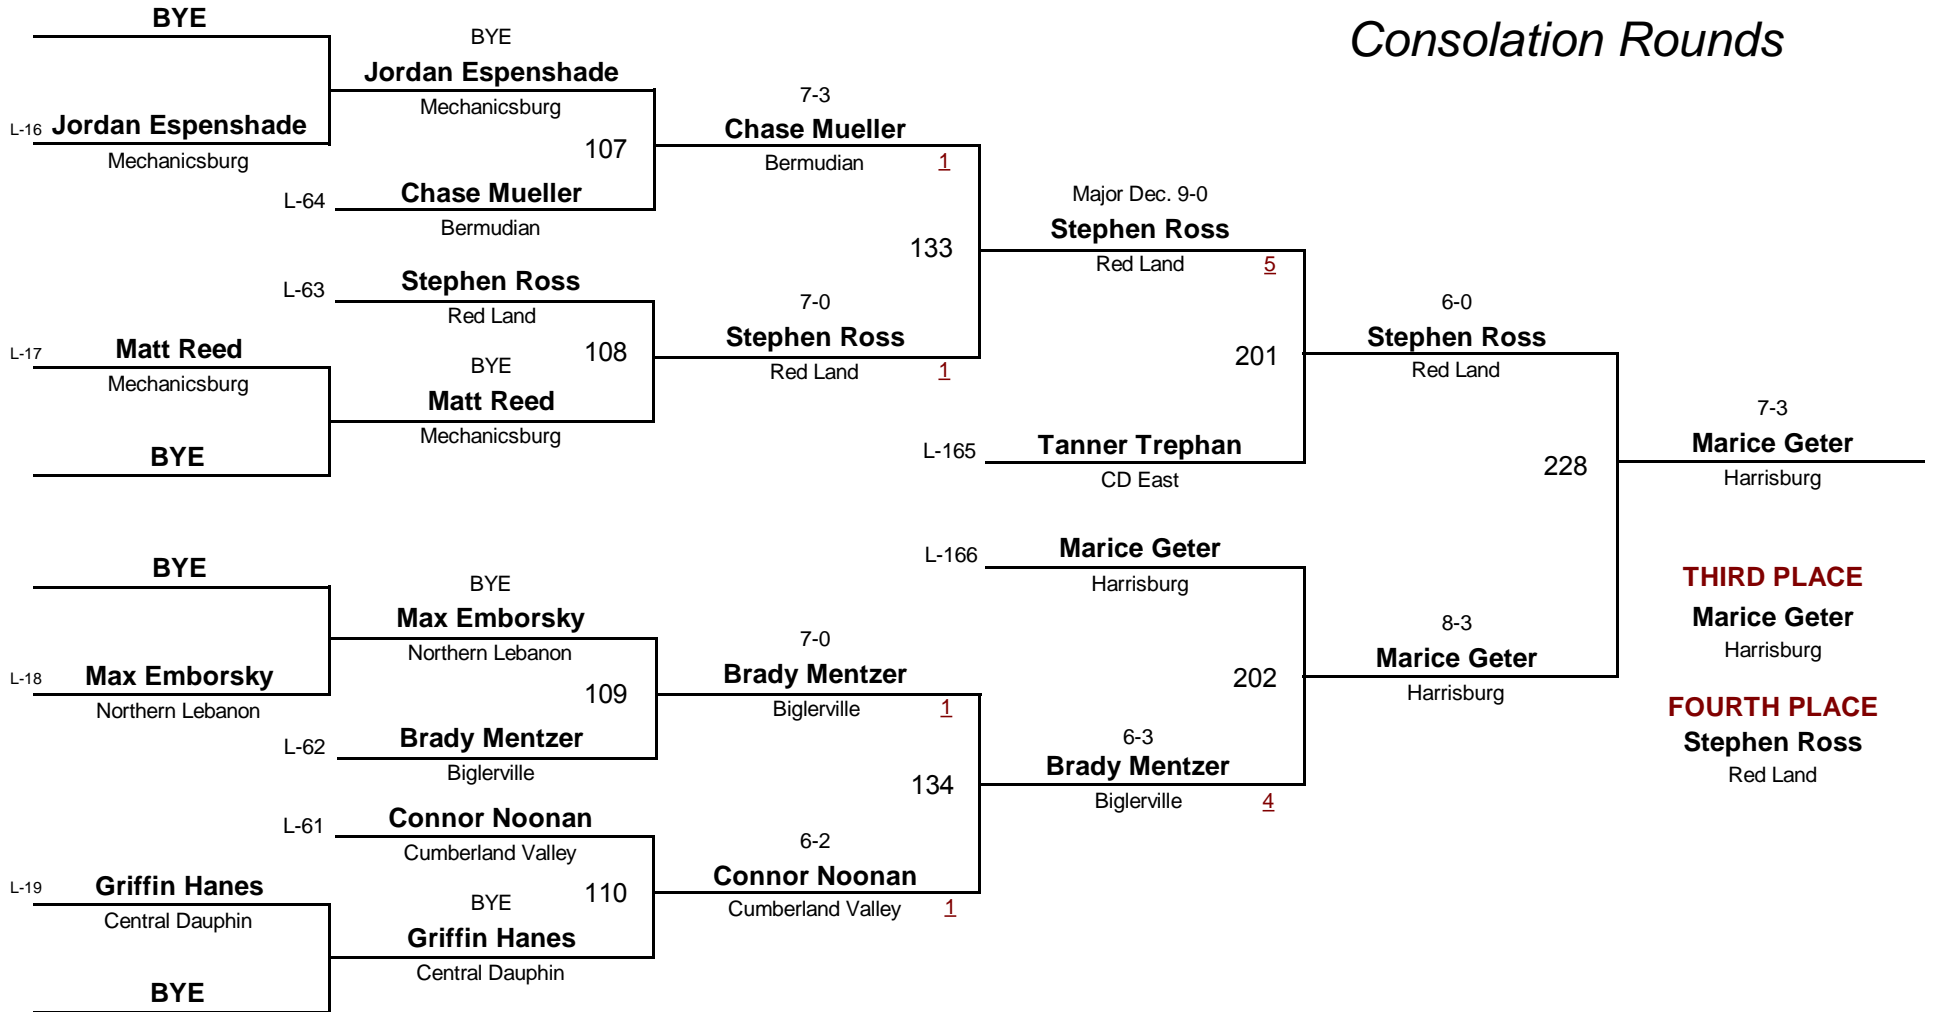 Consolation Rounds
BYE
L-16 Jordan Espenshade
Mechanicsburg
L-17 Matt Reed
Mechanicsburg
BYE
BYE
L-18 Max Emborsky
Northern Lebanon
L-19 Griffin Hanes
Central Dauphin
BYE
BYE
Jordan Espenshade
Mechanicsburg
107
L-64 Chase Mueller
Bermudian
L-63 Stephen Ross
Red Land
108
BYE
Matt Reed
Mechanicsburg
BYE
Max Emborsky
Northern Lebanon
109
L-62 Brady Mentzer
Biglerville
L-61 Connor Noonan
Cumberland Valley
110
BYE
Griffin Hanes
Central Dauphin
7-3
Chase Mueller
Bermudian 1
133
7-0
Stephen Ross
Red Land 1
7-0
Brady Mentzer
Biglerville 1
134
6-2
Connor Noonan
Cumberland Valley 1
Major Dec. 9-0
Stephen Ross
Red Land 5
201
L-165 Tanner Trephan
CD East
L-166 Marice Geter
Harrisburg
202
6-3
Brady Mentzer
Biglerville 4
6-0
Stephen Ross
Red Land
228
8-3
Marice Geter
Harrisburg
7-3
Marice Geter
Harrisburg
THIRD PLACE
Marice Geter
Harrisburg
FOURTH PLACE
Stephen Ross
Red Land